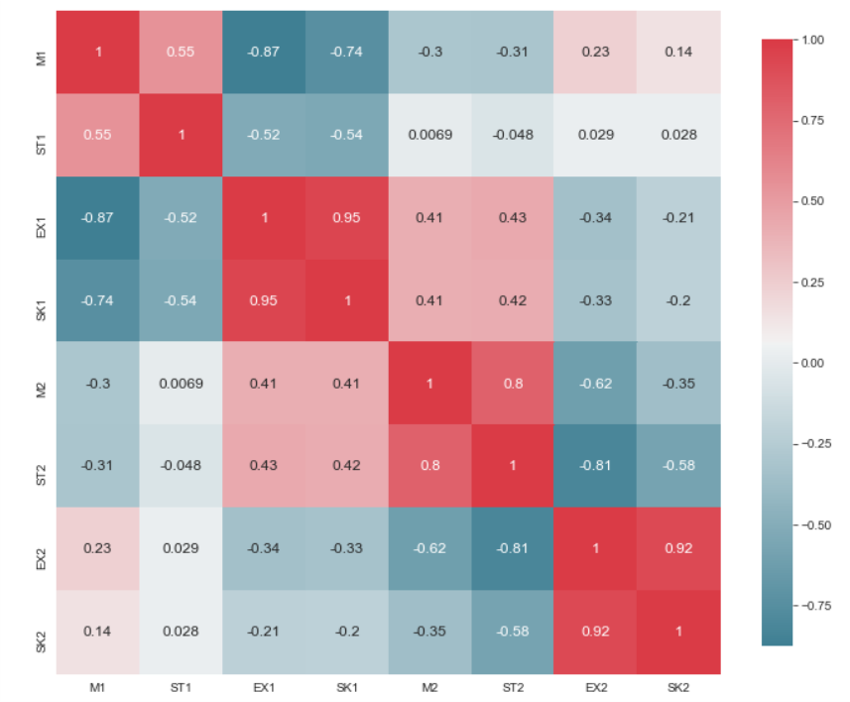 M1 1 0.55 -0.87 -0.74 -0.3 -0.31 0.23 0.14
ST1 0.55 1 -0.52 -0.54 0.0069 -0.048 0.029 0.028
EX1 -0.87 -0.52 1 0.95 0.41 0.43 -0.34 -0.21
SK1 -0.74 -0.54 0.95 1 0.41 0.42 -0.33 -0.2
M2 -0.3 0.0069 0.41 0.41 1 0.8 -0.62 -0.35
ST2 -0.31 -0.048 0.43 0.42 0.8 1 -0.81 -0.58
EX2 0.23 0.029 -0.34 -0.33 -0.62 -0.81 1 0.92
SK2 0.14 0.028 -0.21 -0.2 -0.35 -0.58 0.92 1
M1 ST1 EX1 SK1 M2 ST2 EX2 SK2
1.00
0.75
0.50
0.25
0.00
−0.25
−0.50
−0.75